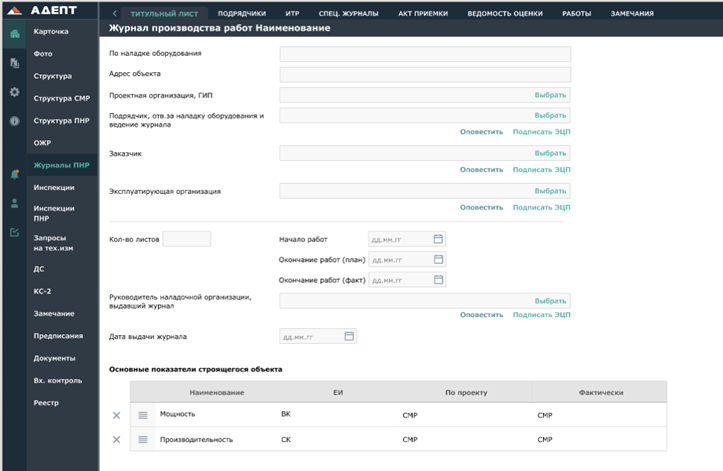 АДЕПТ
ТИТУЛЬНЫЙ ЛИСТ ПОДРЯДЧИКИ ИТР СПЕЦ. ЖУРНАЛЫ АКТ ПРИЕМКИ ВЕДОМОСТЬ ОЦЕНКИ РАБОТЫ ЗАМЕЧАНИЯ
Журнал производства работ Наименование
Карточка
Фото
Структура
Структура СМР
Структура ПНР
ОЖР
Журналы ПНР
Инспекции
Инспекции
ПНР
Запросы
на тех.изм
ДС
КС-2
Замечание
Предписания
Документы
Вх. контроль
Реестр
По наладке оборудования
Адрес объекта
Проектная организация, ГИП Выбрать
Подрядчик, отв.за наладку оборудования и
ведение журнала
Выбрать
Оповестить Подписать ЭЦП
Заказчик Выбрать
Оповестить Подписать ЭЦП
Эксплуатирующая организация Выбрать
Оповестить Подписать ЭЦП
Кол-во листов Начало работ дд.мм.гг
Окончание работ (план) дд.мм.гг
Окончание работ (факт) дд.мм.гг
Руководитель наладочной организации,
выдавший журнал
Выбрать
Оповестить Подписать ЭЦП
Дата выдачи журнала дд.мм.гг
Основные показатели строящегося объекта
Наименование ЕИ По проекту Фактически
Мощность ВК СМР СМР
Производительность СК СМР СМР